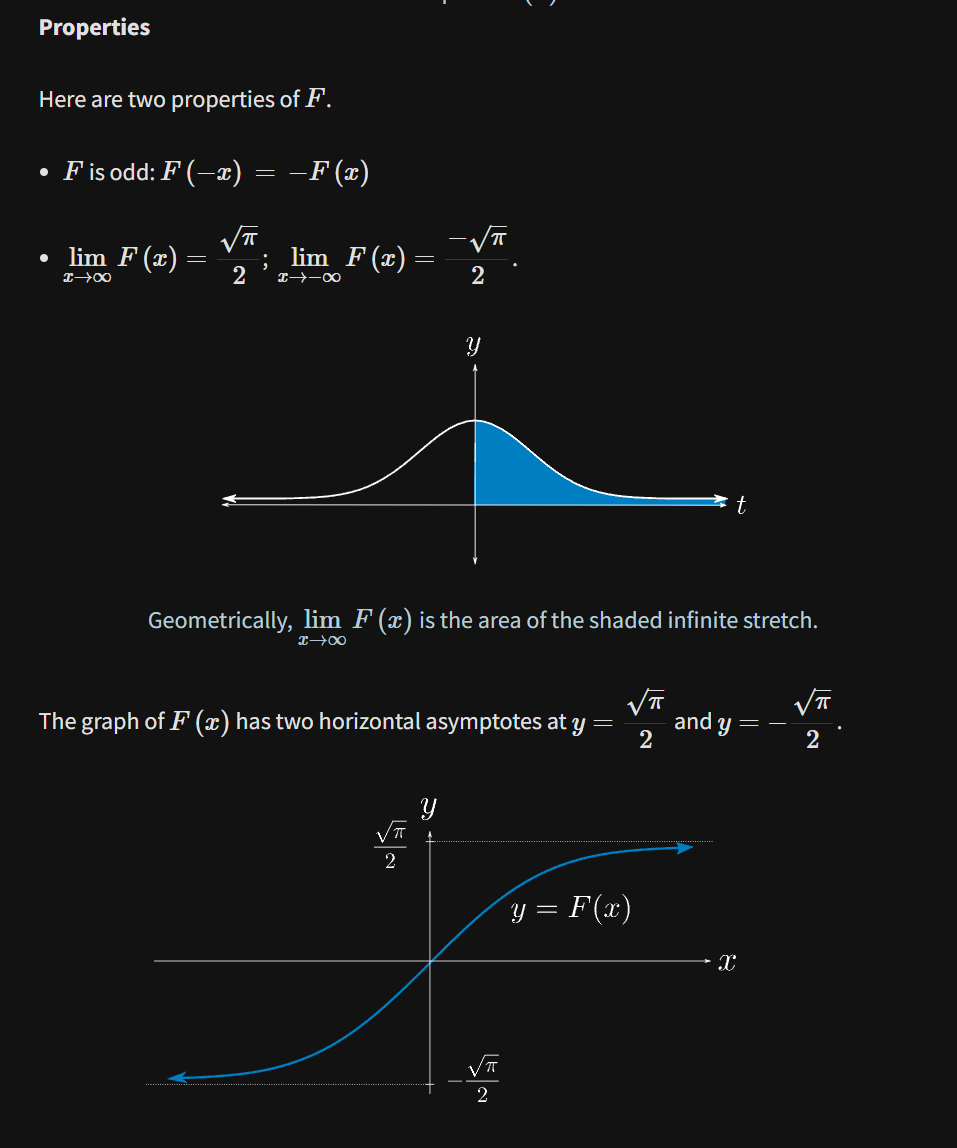 Properties
Here are two properties of F.
• F is odd: F(−x) = −F(x)
• lim_{x→∞} F(x) = √π/2; lim_{x→−∞} F(x) = −√π/2.
y
t
Geometrically, lim_{x→∞} F(x) is the area of the shaded infinite stretch.
The graph of F(x) has two horizontal asymptotes at y = √π/2 and y = −√π/2.
y
√π/2
y = F(x)
x
−√π/2